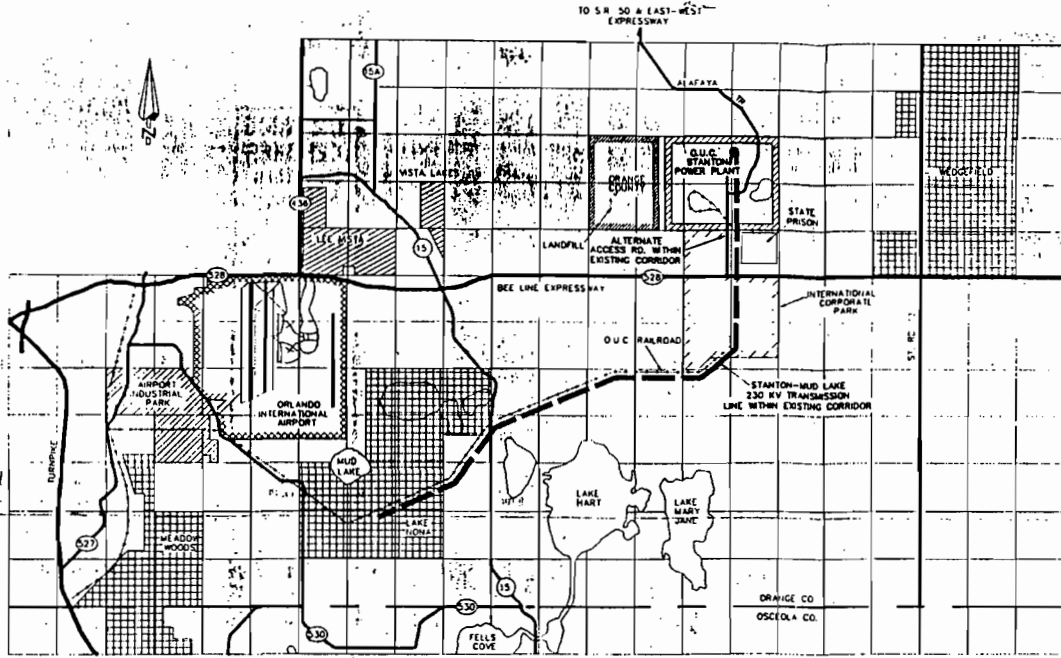 TO S.R. 50 & EAST-WEST
EXPRESSWAY
15A
ALAFAYA
TR
N
O.U.C.
STANTON
POWER PLANT
ORANGE
COUNTY
WEDGEFIELD
VISTA LAKES
436
STATE
PRISON
LEE VISTA
15
LANDFILL
ALTERNATE
ACCESS RD. WITHIN
EXISTING CORRIDOR
528
528
BEE LINE EXPRESSWAY
INTERNATIONAL
CORPORATE
PARK
O.U.C. RAILROAD
ST. RD.
AIRPORT
INDUSTRIAL
PARK
ORLANDO
INTERNATIONAL
AIRPORT
STANTON-MUD LAKE
230 KV TRANSMISSION
LINE WITHIN EXISTING CORRIDOR
TURNPIKE
MUD
LAKE
LAKE
HART
LAKE
MARY
JANE
LAKE
NONA
527
MEADOW
WOODS
15
ORANGE CO.
OSCEOLA CO.
530
530
FELLS
COVE